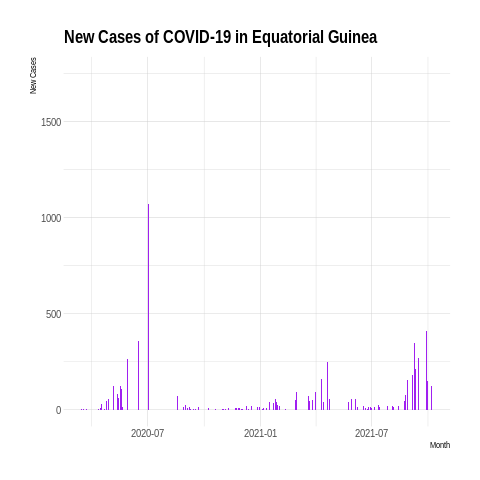 New Cases of COVID-19 in Equatorial Guinea
New Cases
1500
1000
500
0
2020-07
2021-01
2021-07
Month